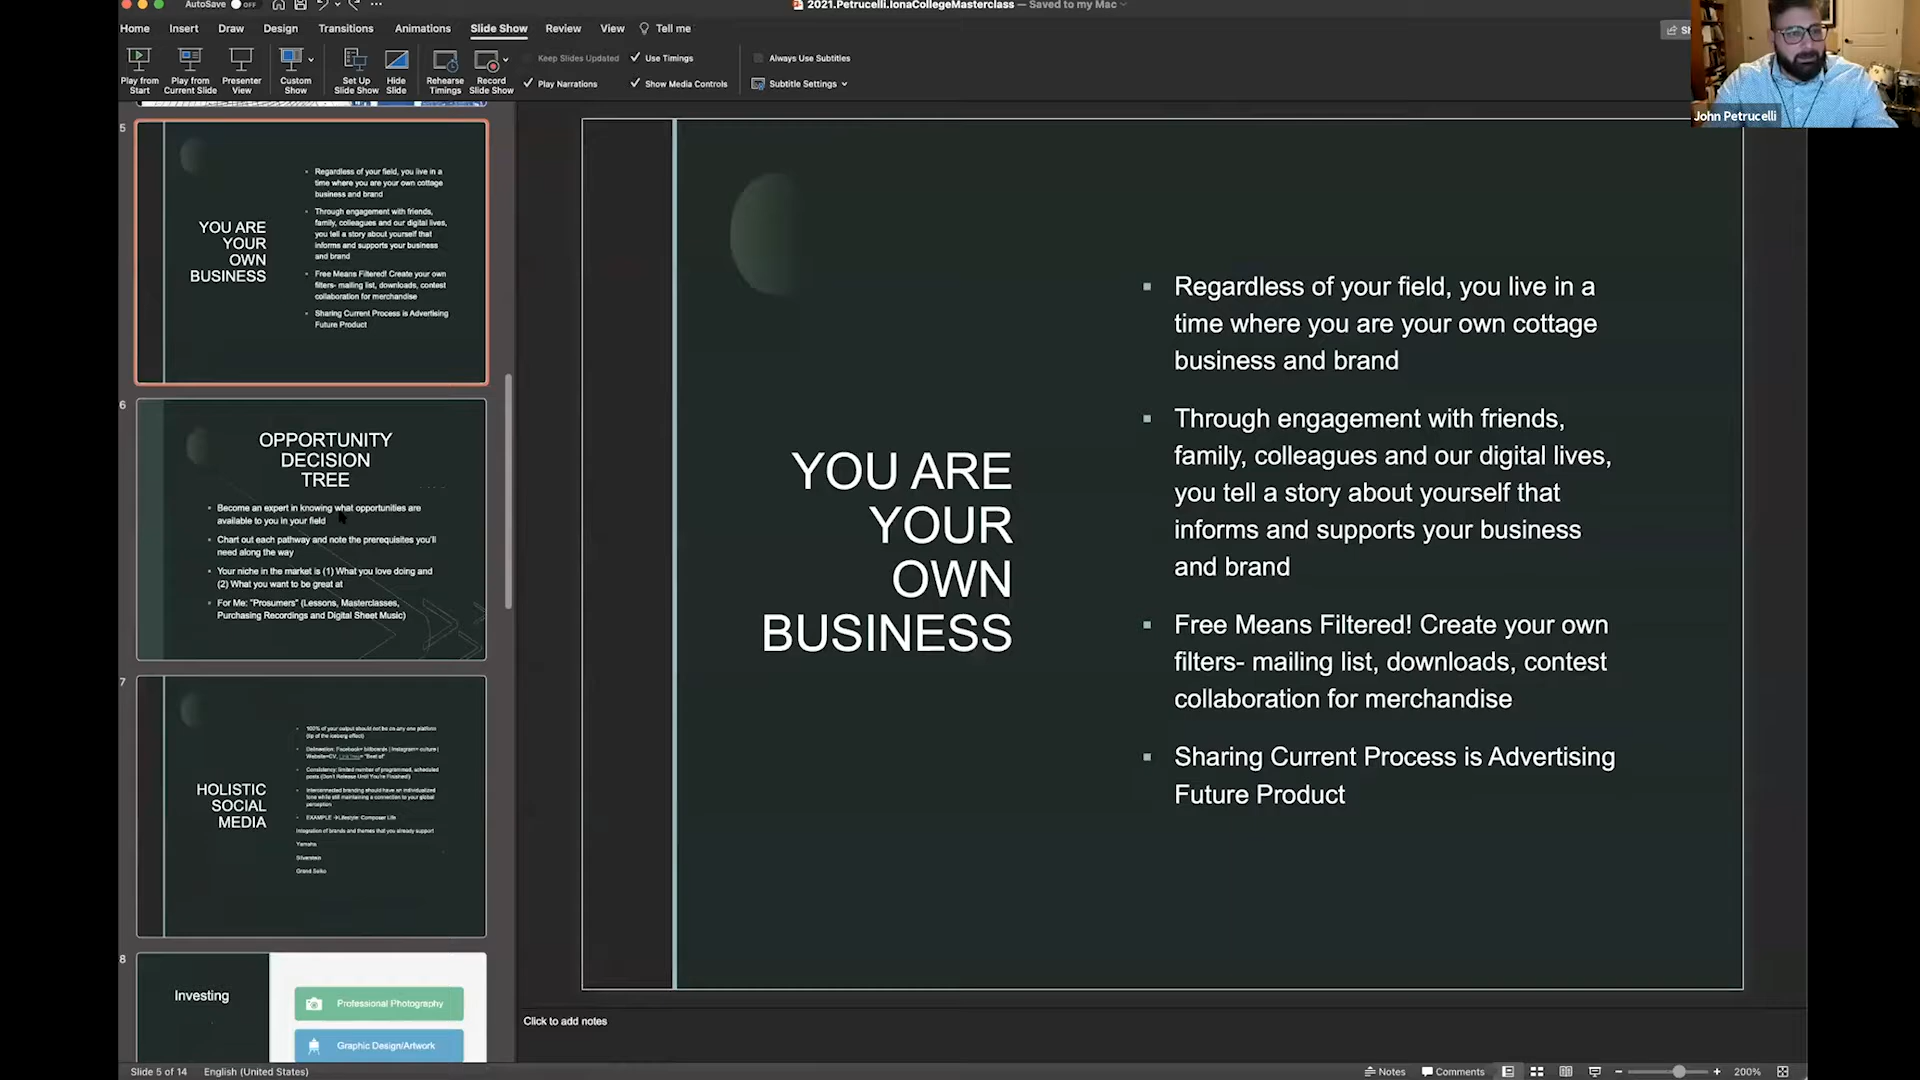 AutoSave OFF
2021.Petrucelli.IonaCollegeMasterclass — Saved to my Mac
Home Insert Draw Design Transitions Animations Slide Show Review View Tell me
Play from Start
Play from Current Slide
Presenter View
Custom Show
Set Up Slide Show
Hide Slide
Rehearse Timings
Record Slide Show
Keep Slides Updated
Use Timings
Play Narrations
Show Media Controls
Always Use Subtitles
Subtitle Settings
John Petrucelli
5
YOU ARE
YOUR
OWN
BUSINESS
Regardless of your field, you live in a
time where you are your own cottage
business and brand
Through engagement with friends,
family, colleagues and our digital lives,
you tell a story about yourself that
informs and supports your business
and brand
Free Means Filtered! Create your own
filters- mailing list, downloads, contest
collaboration for merchandise
Sharing Current Process is Advertising
Future Product
6
OPPORTUNITY
DECISION
TREE
Become an expert in knowing what opportunities are
available to you in your field
Chart out each pathway and note the prerequisites you'll
need along the way
Your niche in the market is (1) What you love doing and
(2) What you want to be great at
For Me: "Prosumers" (Lessons, Masterclasses,
Purchasing Recordings and Digital Sheet Music)
7
HOLISTIC
SOCIAL
MEDIA
100% of your output should not be on any one platform
(tip of the iceberg effect)
Delineation: Facebook= billboards | Instagram= culture |
Website=CV, LinkTree= "Best of"
Consistency: limited number of programmed, scheduled
posts (Don't Release Until You're Finished!)
Interconnected branding should have an individualized
tone while still maintaining a connection to your global
perception
EXAMPLE →Lifestyle: Composer Life
Integration of brands and themes that you already support
Yamaha
Silverstein
Grand Seiko
8
Investing
Professional Photography
Graphic Design/Artwork
YOU ARE
YOUR
OWN
BUSINESS
Regardless of your field, you live in a
time where you are your own cottage
business and brand
Through engagement with friends,
family, colleagues and our digital lives,
you tell a story about yourself that
informs and supports your business
and brand
Free Means Filtered! Create your own
filters- mailing list, downloads, contest
collaboration for merchandise
Sharing Current Process is Advertising
Future Product
Click to add notes
Slide 5 of 14 English (United States)
Notes Comments 200%